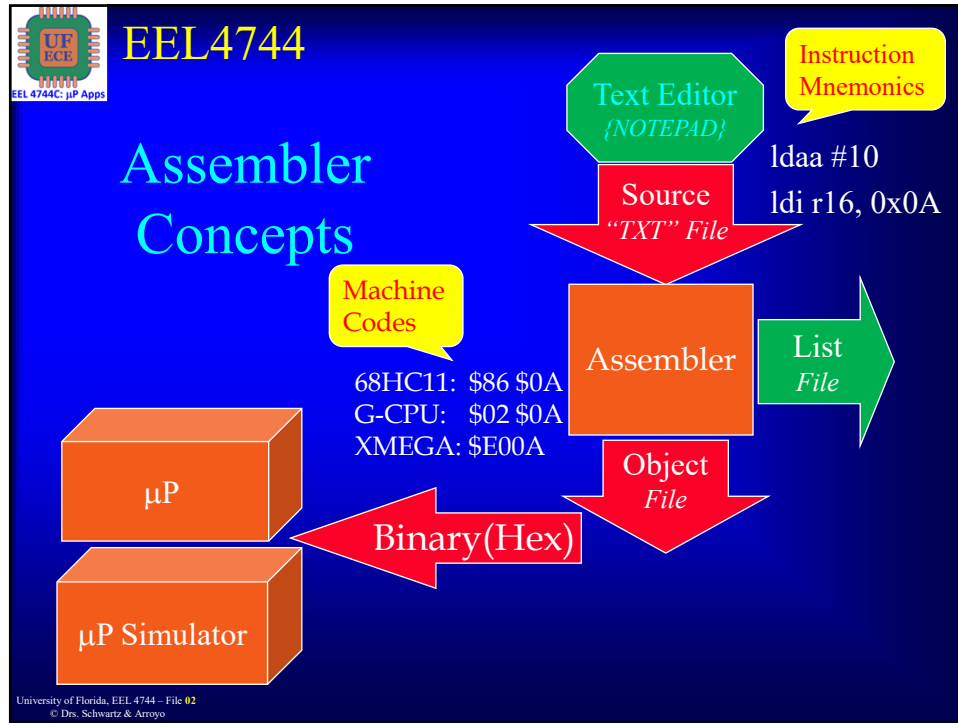 UF
ECE
EEL 4744C: µP Apps
EEL4744
Assembler
Concepts
Text Editor
{NOTEPAD}
Instruction
Mnemonics
ldaa #10
ldi r16, 0x0A
Source
“TXT” File
Machine
Codes
68HC11: $86 $0A
G-CPU: $02 $0A
XMEGA: $E00A
Assembler
List
File
Object
File
Binary(Hex)
µP
µP Simulator
University of Florida, EEL 4744 – File 02
© Drs. Schwartz & Arroyo